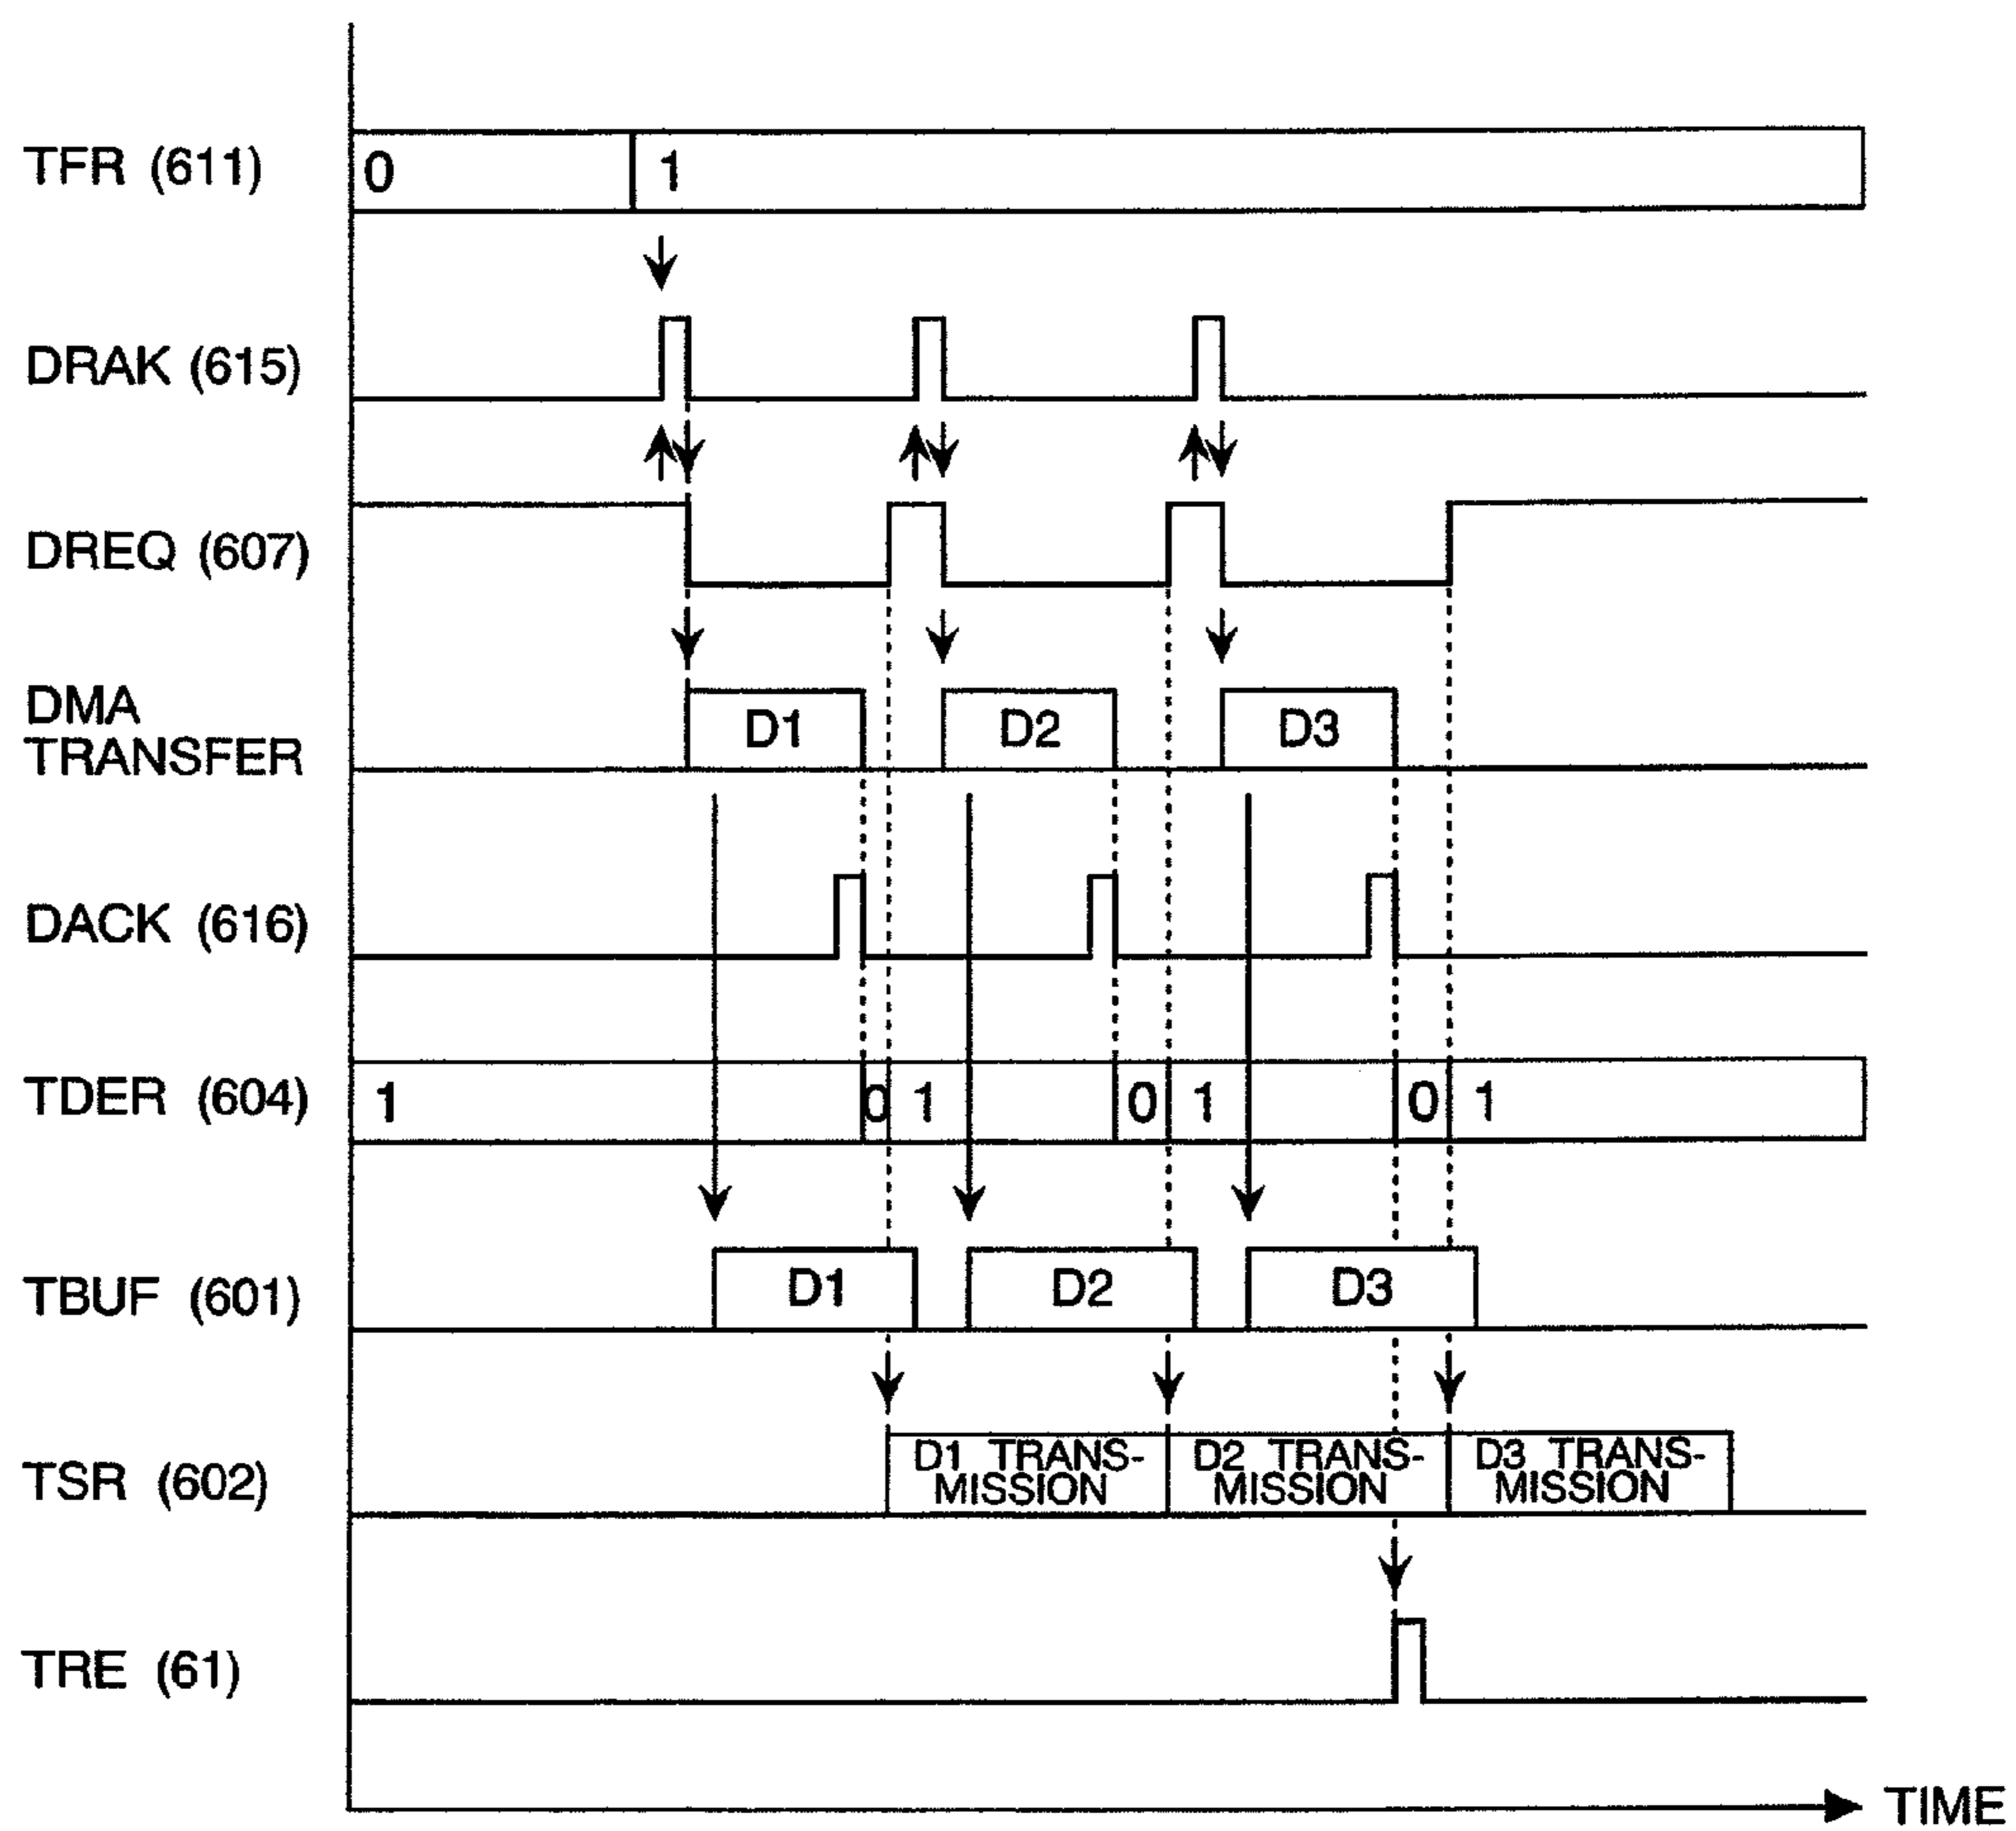 TFR (611)
0 1
DRAK (615)
DREQ (607)
DMA
TRANSFER
D1 D2 D3
DACK (616)
TDER (604)
1 0 1 0 1 0 1
TBUF (601)
D1 D2 D3
TSR (602)
D1 TRANS-
MISSION
D2 TRANS-
MISSION
D3 TRANS-
MISSION
TRE (61)
TIME